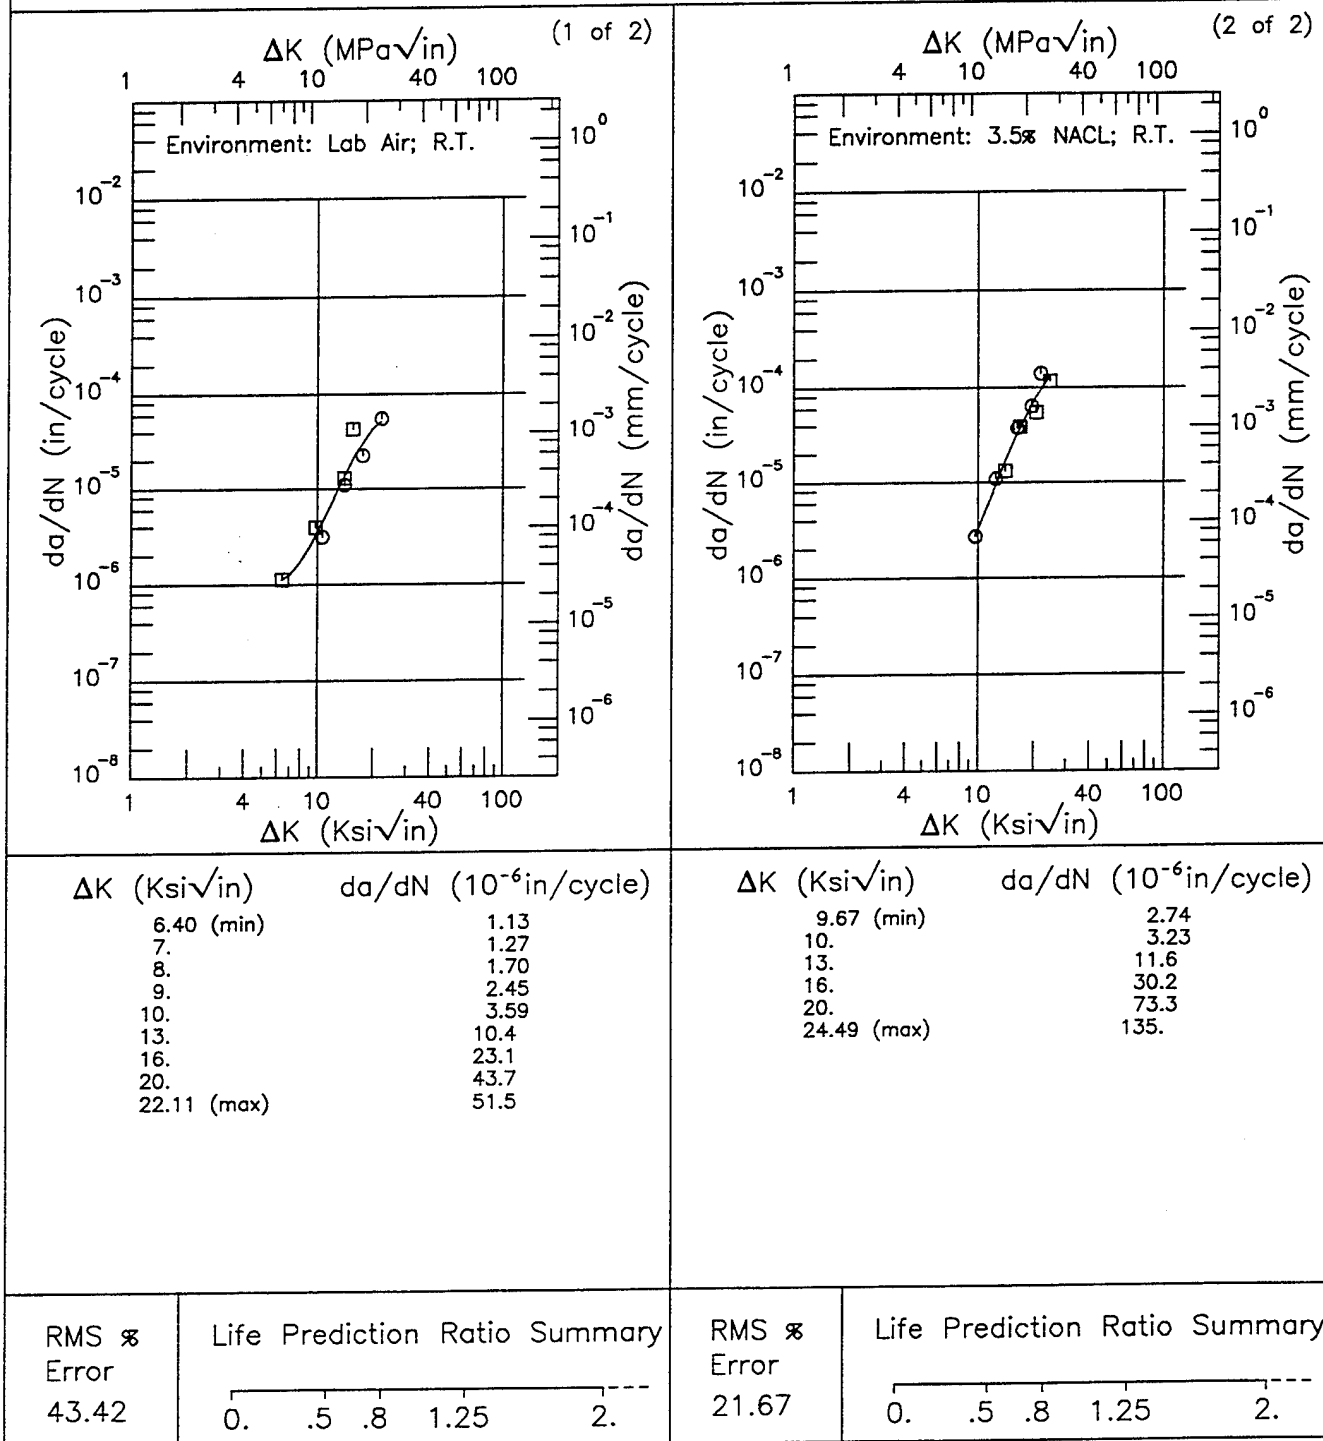 (1 of 2)
ΔK (MPa√in)
1 4 10 40 100
Environment: Lab Air; R.T.
da/dN (in/cycle)
10⁻²
10⁻³
10⁻⁴
10⁻⁵
10⁻⁶
10⁻⁷
10⁻⁸
10⁰
10⁻¹
10⁻²
10⁻³
10⁻⁴
10⁻⁵
10⁻⁶
da/dN (mm/cycle)
1 4 10 40 100
ΔK (Ksi√in)
ΔK (Ksi√in) da/dN (10⁻⁶in/cycle)
6.40 (min) 1.13
7. 1.27
8. 1.70
9. 2.45
10. 3.59
13. 10.4
16. 23.1
20. 43.7
22.11 (max) 51.5
RMS %
Error
43.42
Life Prediction Ratio Summary
0. .5 .8 1.25 2.
(2 of 2)
ΔK (MPa√in)
1 4 10 40 100
Environment: 3.5% NACL; R.T.
da/dN (in/cycle)
10⁻²
10⁻³
10⁻⁴
10⁻⁵
10⁻⁶
10⁻⁷
10⁻⁸
10⁰
10⁻¹
10⁻²
10⁻³
10⁻⁴
10⁻⁵
10⁻⁶
da/dN (mm/cycle)
1 4 10 40 100
ΔK (Ksi√in)
ΔK (Ksi√in) da/dN (10⁻⁶in/cycle)
9.67 (min) 2.74
10. 3.23
13. 11.6
16. 30.2
20. 73.3
24.49 (max) 135.
RMS %
Error
21.67
Life Prediction Ratio Summary
0. .5 .8 1.25 2.